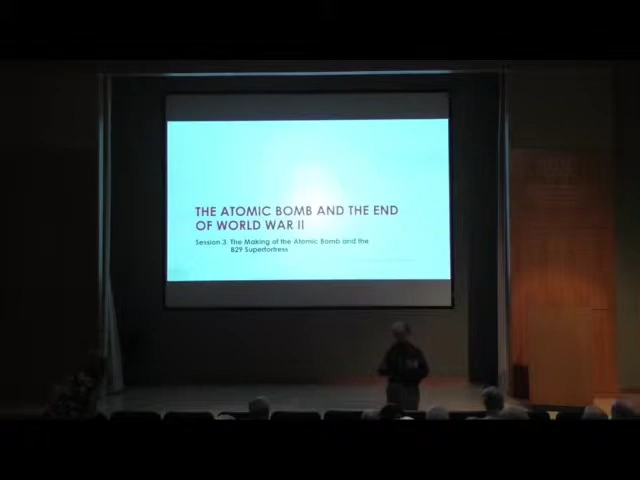 THE ATOMIC BOMB AND THE END
OF WORLD WAR II
Session 3 The Making of the Atomic Bomb and the
B29 Superfortress